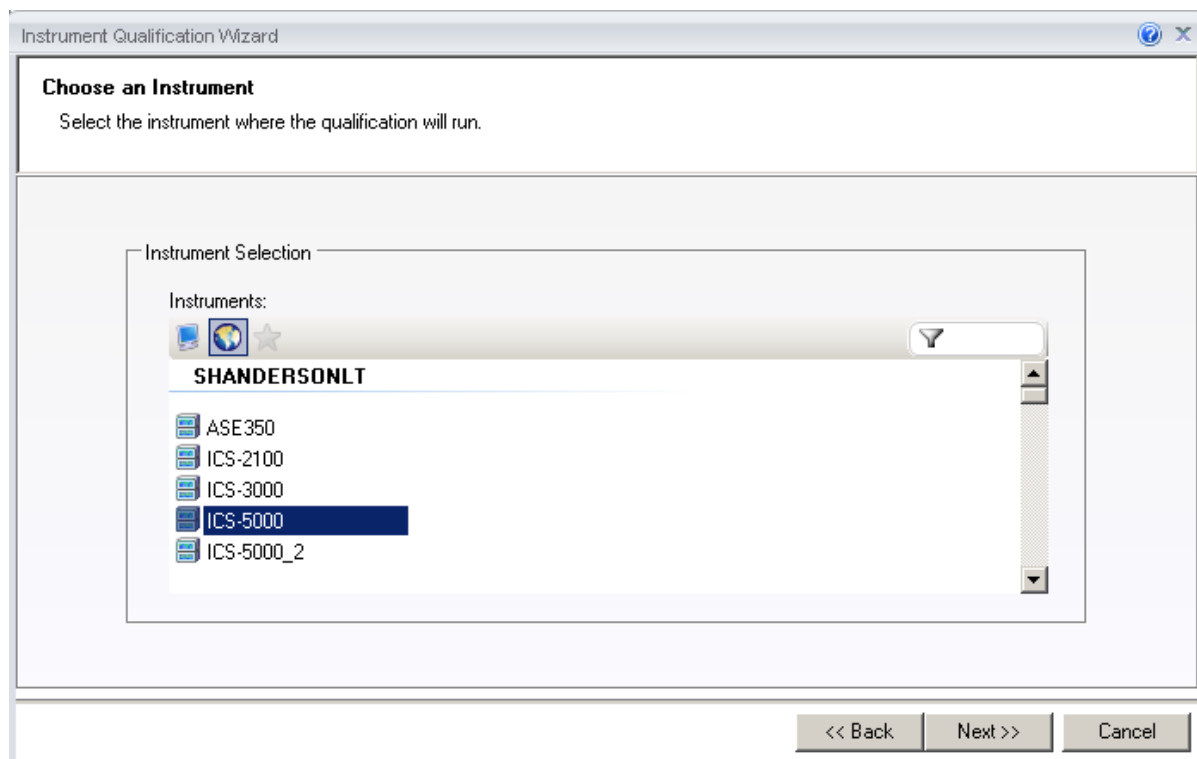 Instrument Qualification Wizard
Choose an Instrument
Select the instrument where the qualification will run.
Instrument Selection
Instruments:
SHANDERSONLT
ASE350
ICS-2100
ICS-3000
ICS-5000
ICS-5000_2
<< Back Next >> Cancel